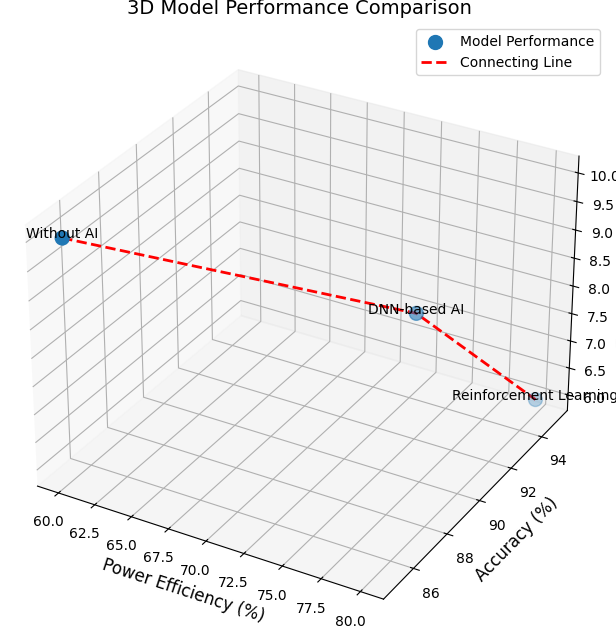 3D Model Performance Comparison
Model Performance
Connecting Line
Without AI
DNN-based AI
Reinforcement Learning
10.0
9.5
9.0
8.5
8.0
7.5
7.0
6.5
6.0
94
92
90
88
86
Accuracy (%)
60.0
62.5
65.0
67.5
70.0
72.5
75.0
77.5
80.0
Power Efficiency (%)